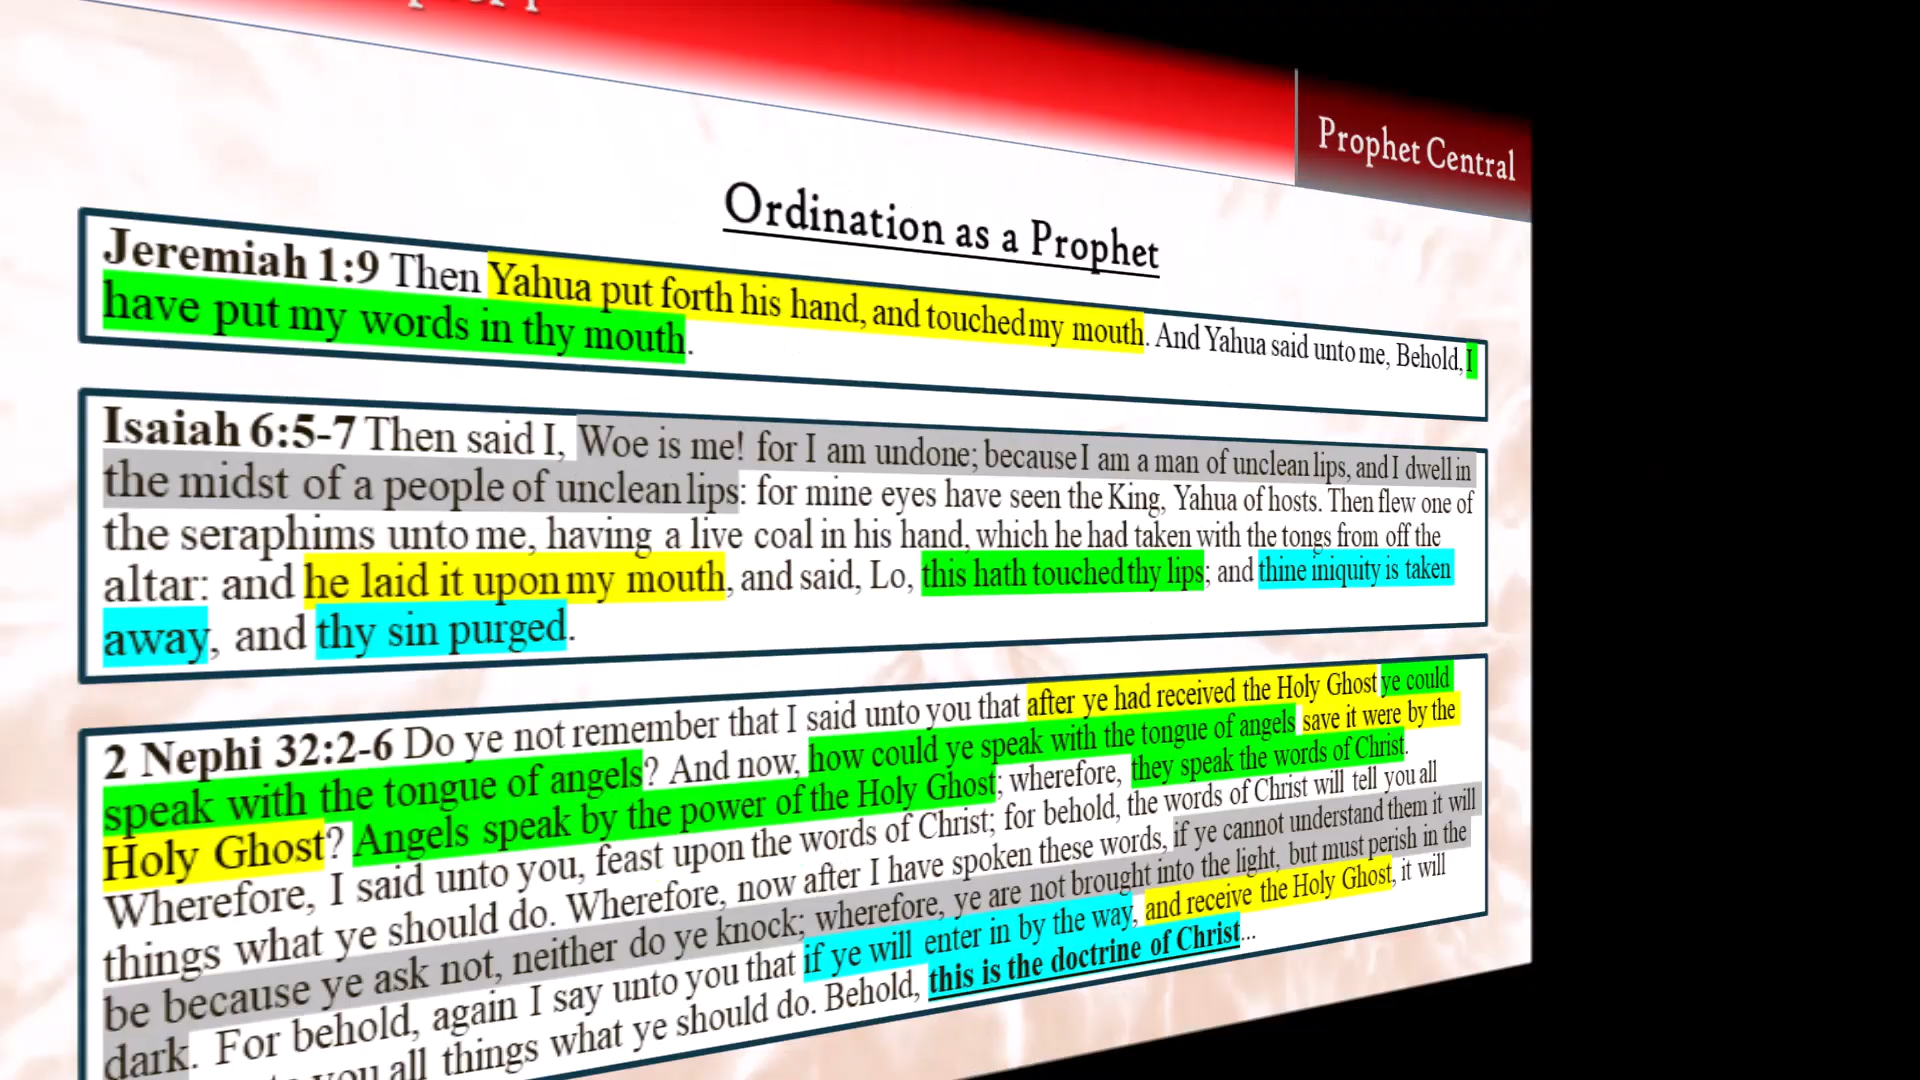 Prophet Central
Ordination as a Prophet
Jeremiah 1:9 Then Yahua put forth his hand, and touched my mouth. And Yahua said unto me, Behold, I
have put my words in thy mouth.
Isaiah 6:5-7 Then said I, Woe is me! for I am undone; because I am a man of unclean lips, and I dwell in
the midst of a people of unclean lips: for mine eyes have seen the King, Yahua of hosts. Then flew one of
the seraphims unto me, having a live coal in his hand, which he had taken with the tongs from off the
altar: and he laid it upon my mouth, and said, Lo, this hath touched thy lips; and thine iniquity is taken
away, and thy sin purged.
2 Nephi 32:2-6 Do ye not remember that I said unto you that after ye had received the Holy Ghost ye could
speak with the tongue of angels? And now, how could ye speak with the tongue of angels save it were by the
Holy Ghost? Angels speak by the power of the Holy Ghost; wherefore, they speak the words of Christ.
Wherefore, I said unto you, feast upon the words of Christ; for behold, the words of Christ will tell you all
things what ye should do. Wherefore, now after I have spoken these words, if ye cannot understand them it will
be because ye ask not, neither do ye knock; wherefore, ye are not brought into the light, but must perish in the
dark. For behold, again I say unto you that if ye will enter in by the way, and receive the Holy Ghost, it will
you all things what ye should do. Behold, this is the doctrine of Christ...